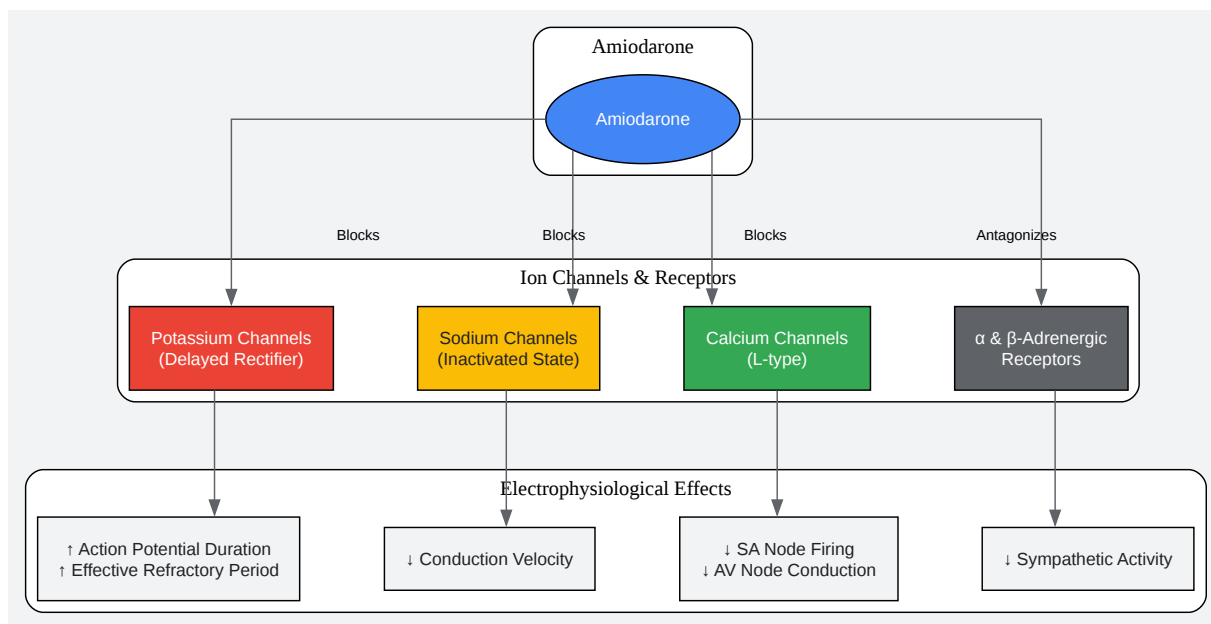 Amiodarone
Amiodarone
Blocks
Blocks
Blocks
Antagonizes
Ion Channels & Receptors
Potassium Channels
(Delayed Rectifier)
Sodium Channels
(Inactivated State)
Calcium Channels
(L-type)
α & β-Adrenergic
Receptors
Electrophysiological Effects
↑ Action Potential Duration
↑ Effective Refractory Period
↓ Conduction Velocity
↓ SA Node Firing
↓ AV Node Conduction
↓ Sympathetic Activity